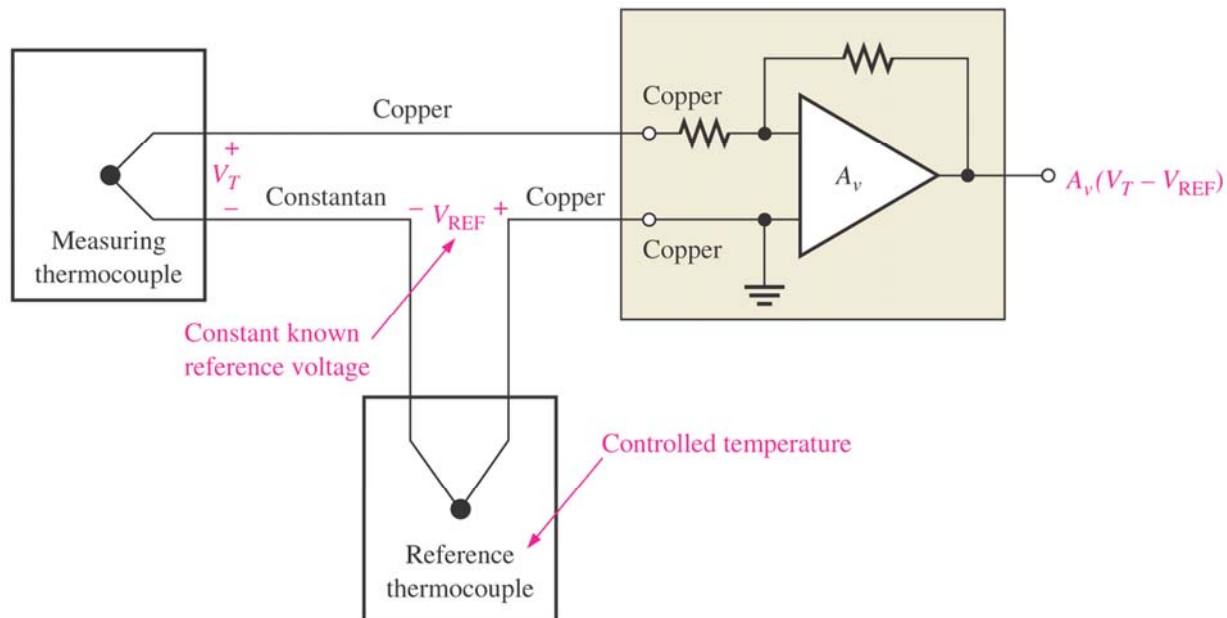 Copper
Copper
+
V_T
−
Constantan
− V_REF +
Copper
Copper
A_v
A_v(V_T − V_REF)
Measuring
thermocouple
Constant known
reference voltage
Controlled temperature
Reference
thermocouple